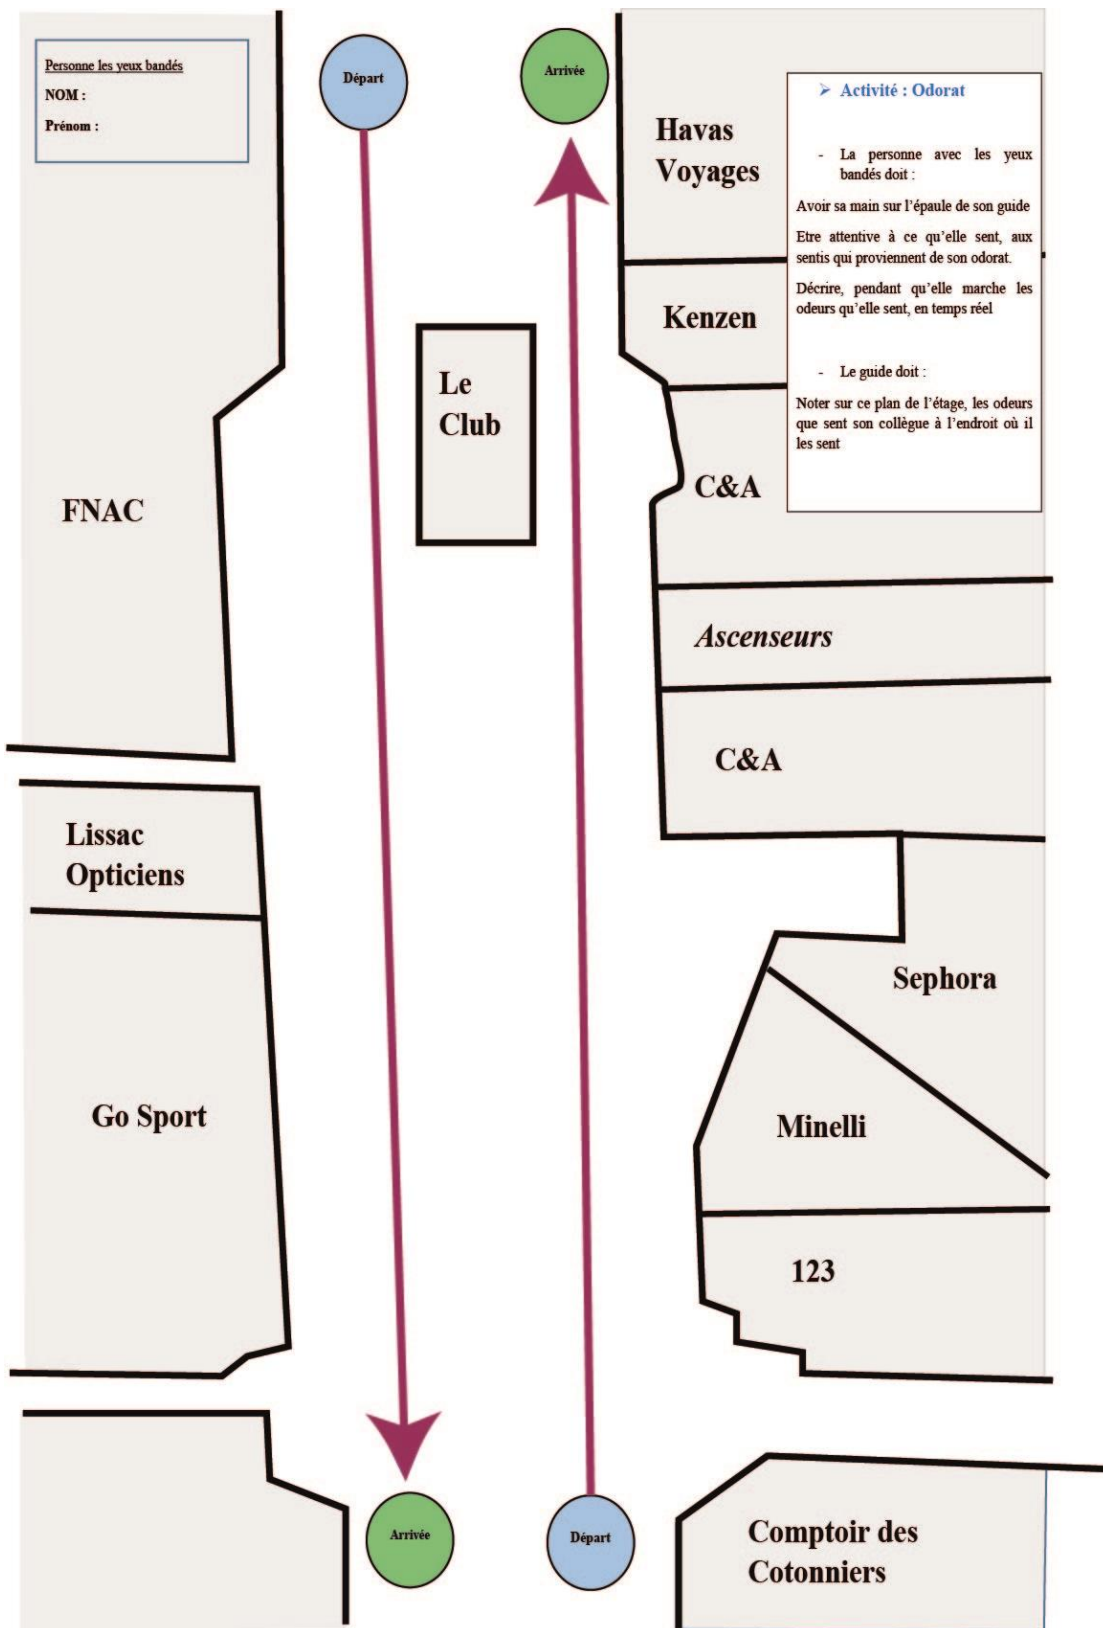 Personne les yeux bandés
NOM :
Prénom :
Départ
Arrivée
Havas
Voyages
➢ Activité : Odorat
- La personne avec les yeux
bandés doit :
Avoir sa main sur l'épaule de son guide
Etre attentive à ce qu'elle sent, aux
sentis qui proviennent de son odorat.
Décrire, pendant qu'elle marche les
odeurs qu'elle sent, en temps réel
- Le guide doit :
Noter sur ce plan de l'étage, les odeurs
que sent son collègue à l'endroit où il
les sent
Kenzen
Le
Club
C&A
FNAC
Ascenseurs
C&A
Lissac
Opticiens
Sephora
Go Sport
Minelli
123
Arrivée
Départ
Comptoir des
Cotonniers